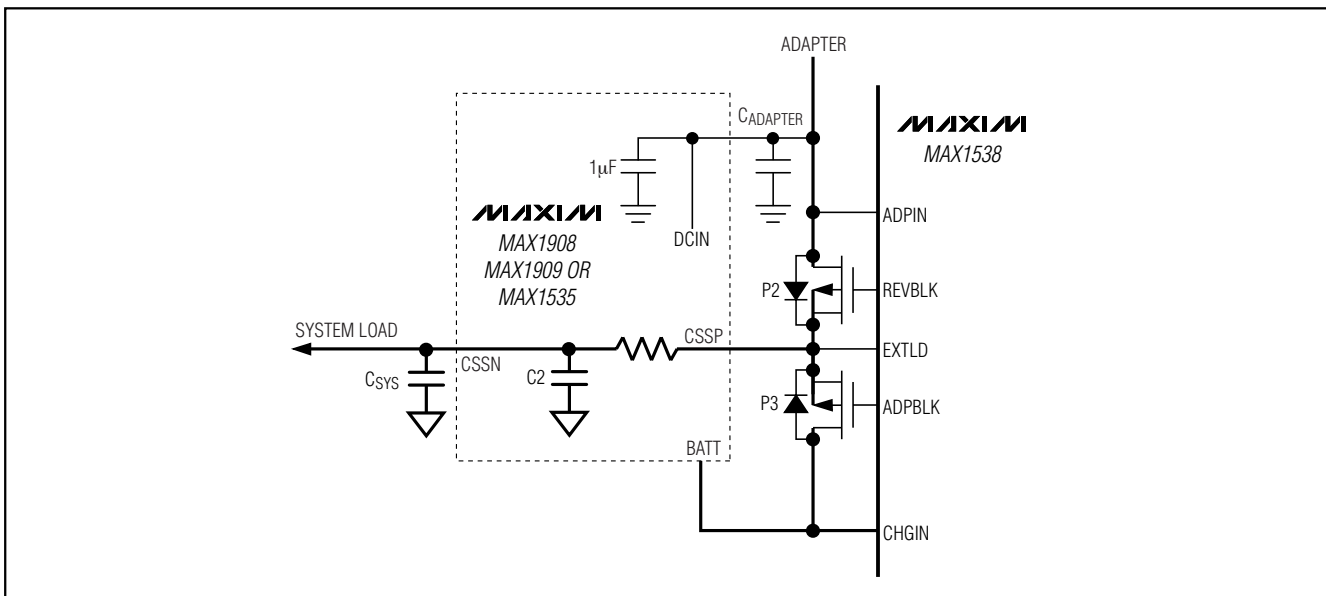 ADAPTER
CADAPTER
MAXIM
MAX1538
1µF
ADPIN
MAXIM
MAX1908
MAX1909 OR
MAX1535
DCIN
P2
REVBLK
SYSTEM LOAD
CSSP
EXTLD
CSSN
CSYS
C2
P3
ADPBLK
BATT
CHGIN